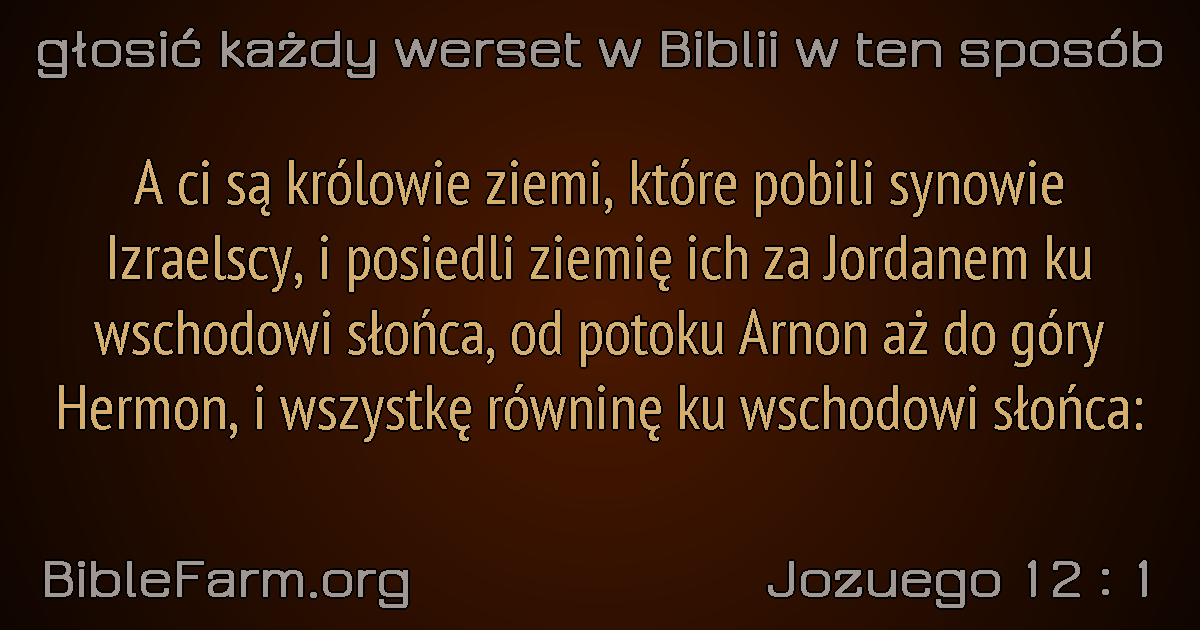 głosić każdy werset w Biblii w ten sposób
A ci są królowie ziemi, które pobili synowie
Izraelscy, i posiedli ziemię ich za Jordanem ku
wschodowi słońca, od potoku Arnon aż do góry
Hermon, i wszystkę równinę ku wschodowi słońca:
BibleFarm.org
Jozuego 12 : 1